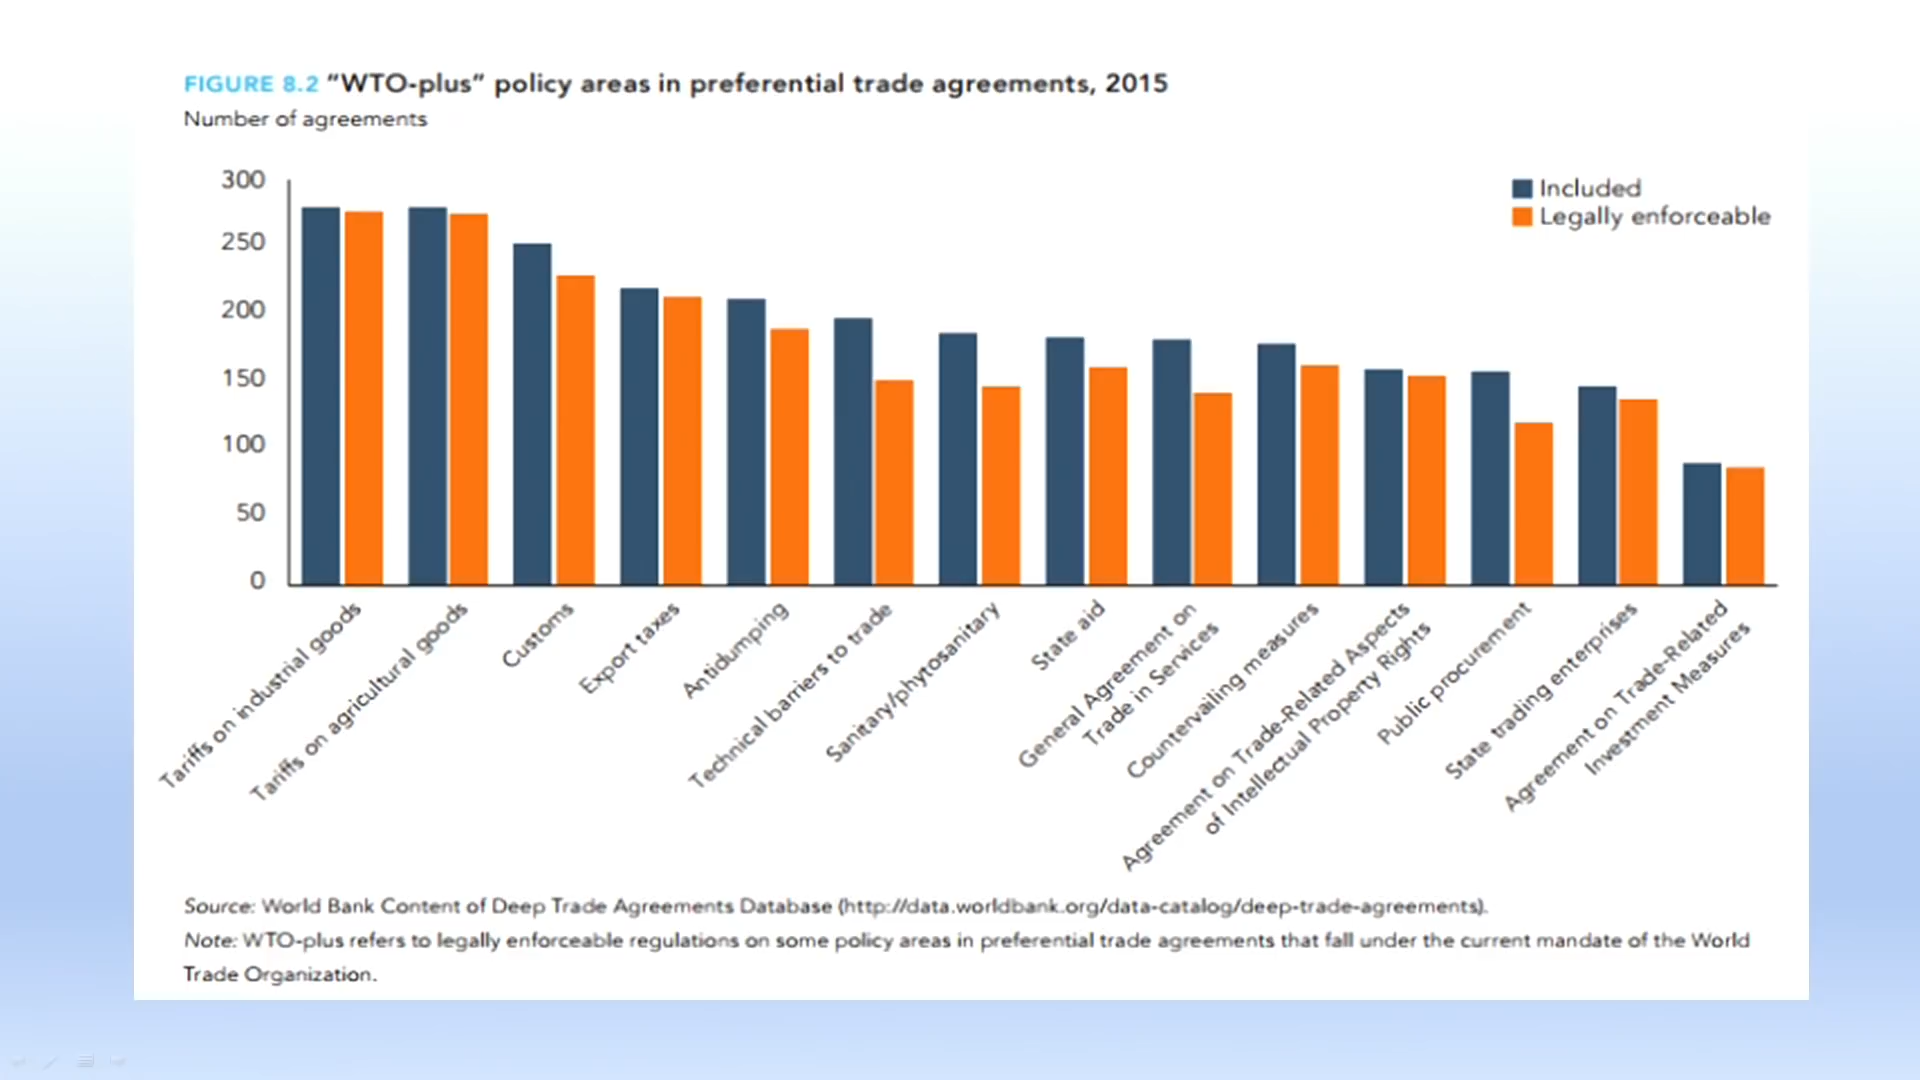 FIGURE 8.2 “WTO-plus” policy areas in preferential trade agreements, 2015
Number of agreements
300
250
200
150
100
50
0
Included
Legally enforceable
Tariffs on industrial goods
Tariffs on agricultural goods
Customs
Export taxes
Antidumping
Technical barriers to trade
Sanitary/phytosanitary
State aid
General Agreement on
Trade in Services
Countervailing measures
Agreement on Trade-Related Aspects
of Intellectual Property Rights
Public procurement
State trading enterprises
Agreement on Trade-Related
Investment Measures
Source: World Bank Content of Deep Trade Agreements Database (http://data.worldbank.org/data-catalog/deep-trade-agreements).
Note: WTO-plus refers to legally enforceable regulations on some policy areas in preferential trade agreements that fall under the current mandate of the World
Trade Organization.